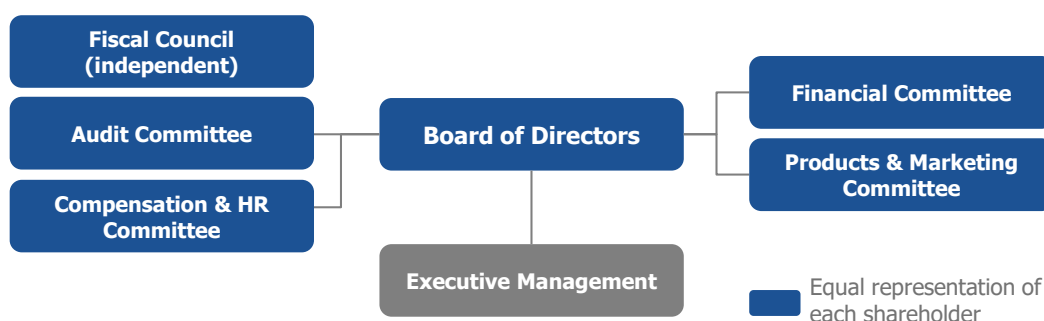 Fiscal Council
(independent)
Audit Committee
Compensation & HR
Committee
Board of Directors
Executive Management
Financial Committee
Products & Marketing
Committee
Equal representation of
each shareholder